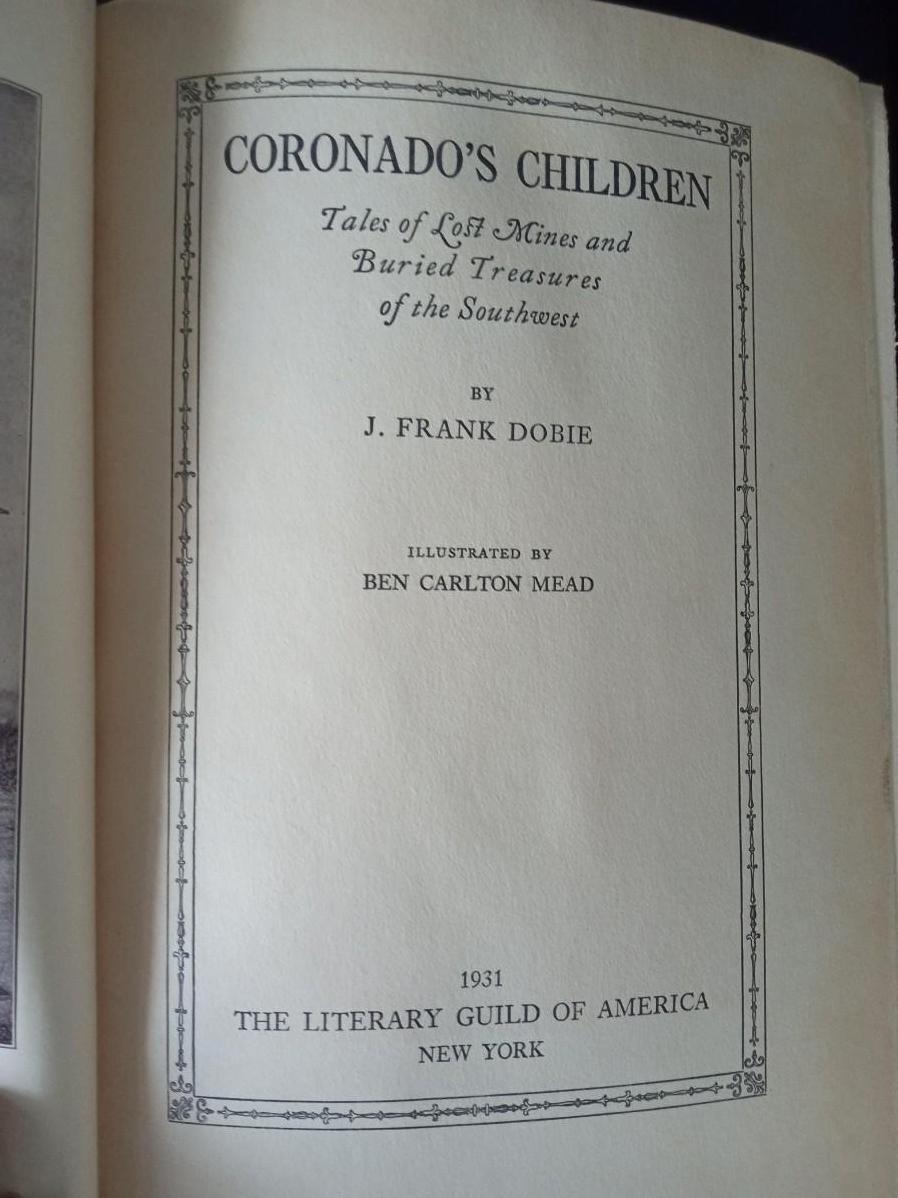 CORONADO'S CHILDREN
Tales of Lost Mines and
Buried Treasures
of the Southwest
BY
J. FRANK DOBIE
ILLUSTRATED BY
BEN CARLTON MEAD
1931
THE LITERARY GUILD OF AMERICA
NEW YORK